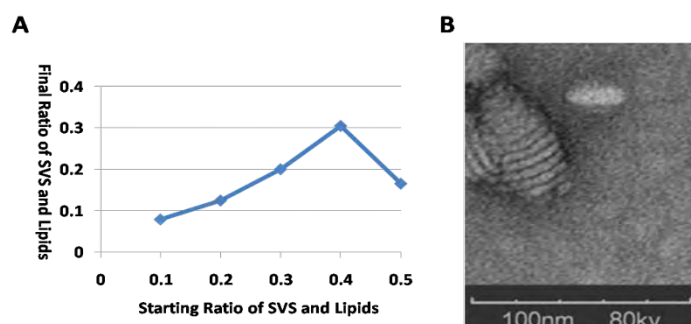 A
B
Final Ratio of SVS and Lipids
0.4
0.3
0.2
0.1
0
0 0.1 0.2 0.3 0.4 0.5
Starting Ratio of SVS and Lipids
100nm 80kv